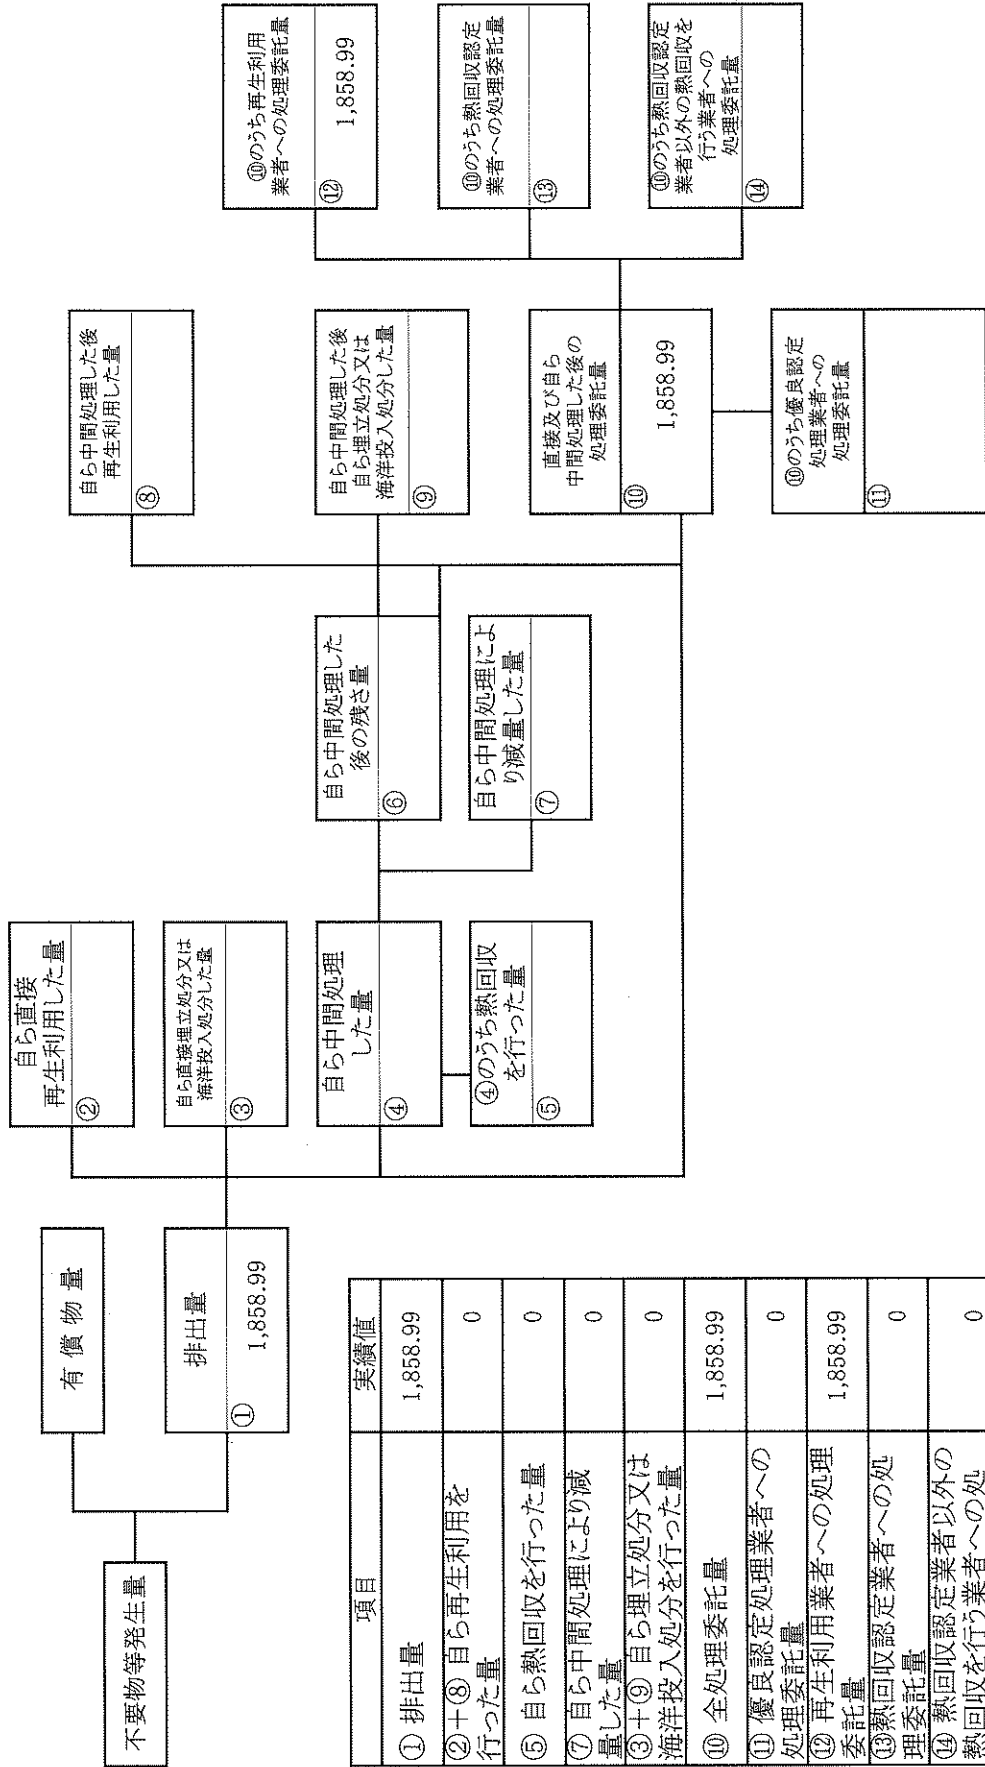 不要物等発生量
有償物量
排出量
①
1,858.99
自ら直接
再生利用した量
②
自ら直接埋立処分又は
海洋投入処分した量
③
自ら中間処理
した量
④
④のうち熱回収
を行った量
⑤
自ら中間処理した
後の残さ量
⑥
自ら中間処理によ
り減量した量
⑦
自ら中間処理した後
再生利用した量
⑧
自ら中間処理した後
自ら埋立処分又は
海洋投入処分した量
⑨
直接及び自ら
中間処理した後の
処理委託量
⑩
1,858.99
⑩のうち優良認定
処理業者への
処理委託量
⑪
⑩のうち再生利用
業者への処理委託量
⑫
1,858.99
⑩のうち熱回収認定
業者への処理委託量
⑬
⑩のうち熱回収認定
業者以外の熱回収を
行う業者への
処理委託量
⑭
項目 実績値
①排出量 1,858.99
②+⑧ 自ら再生利用を
行った量 0
⑤ 自ら熱回収を行った量 0
⑦ 自ら中間処理により減
量した量 0
③+⑨ 自ら埋立処分又は
海洋投入処分を行った量 0
⑩ 全処理委託量 1,858.99
⑪ 優良認定処理業者への
処理委託量 0
⑫ 再生利用業者への処理
委託量 1,858.99
⑬熱回収認定業者への処
理委託量 0
⑭ 熱回収認定業者以外の
熱回収を行う業者への処 0